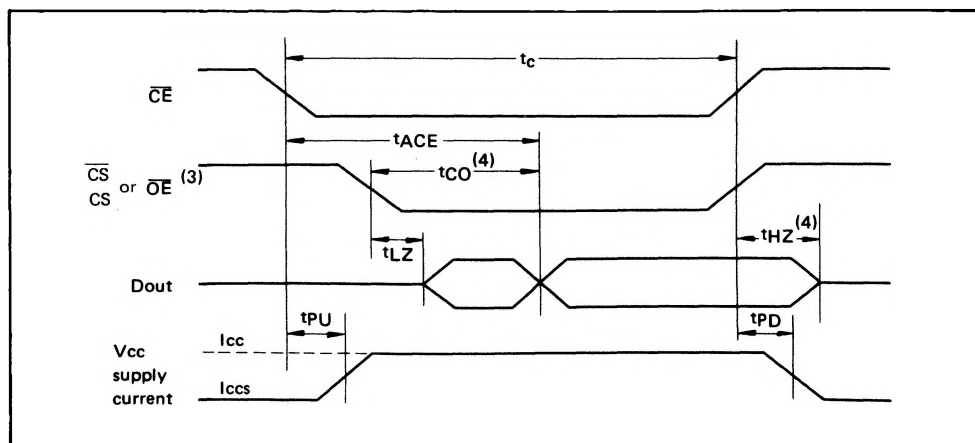 tc
CE
tACE
tCO(4)
CS
CS or OE (3)
tHZ(4)
tLZ
Dout
tPU
tPD
Icc
Vcc
supply
current
Iccs